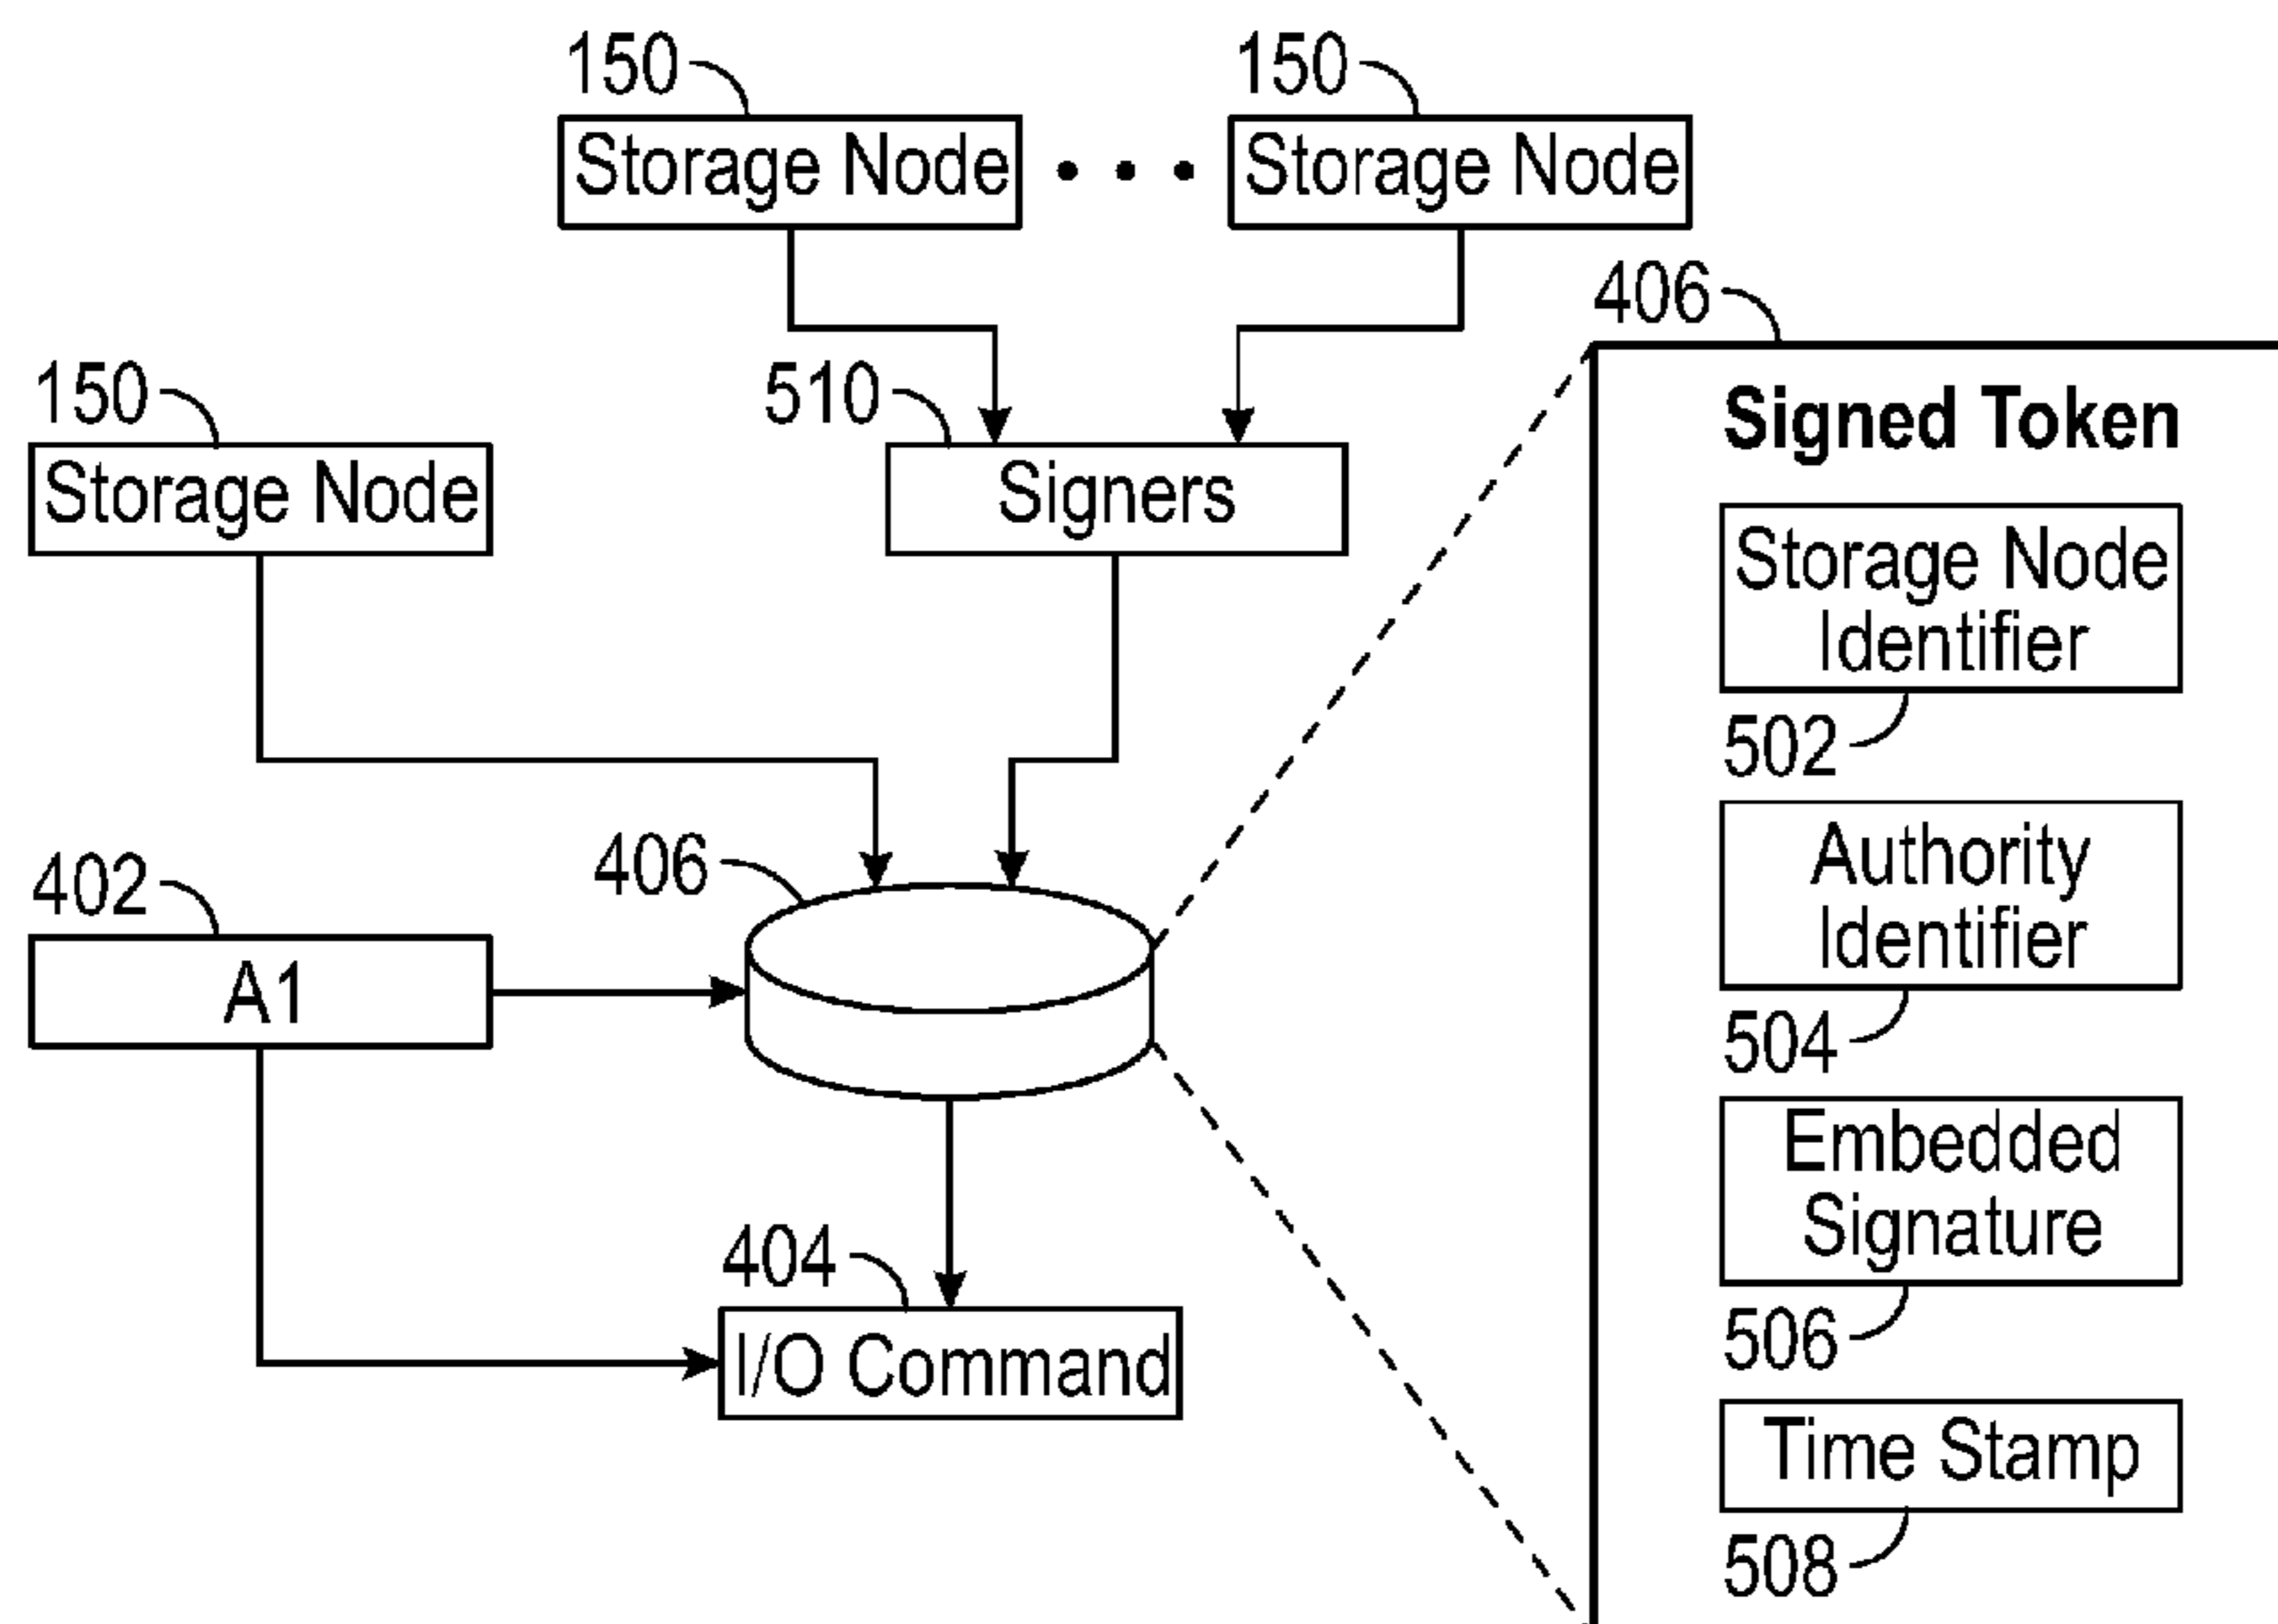 150
150
Storage Node
Storage Node
406
150
510
Signed Token
Storage Node
Signers
Storage Node
Identifier
502
402
406
Authority
Identifier
A1
504
Embedded
Signature
404
506
I/O Command
Time Stamp
508